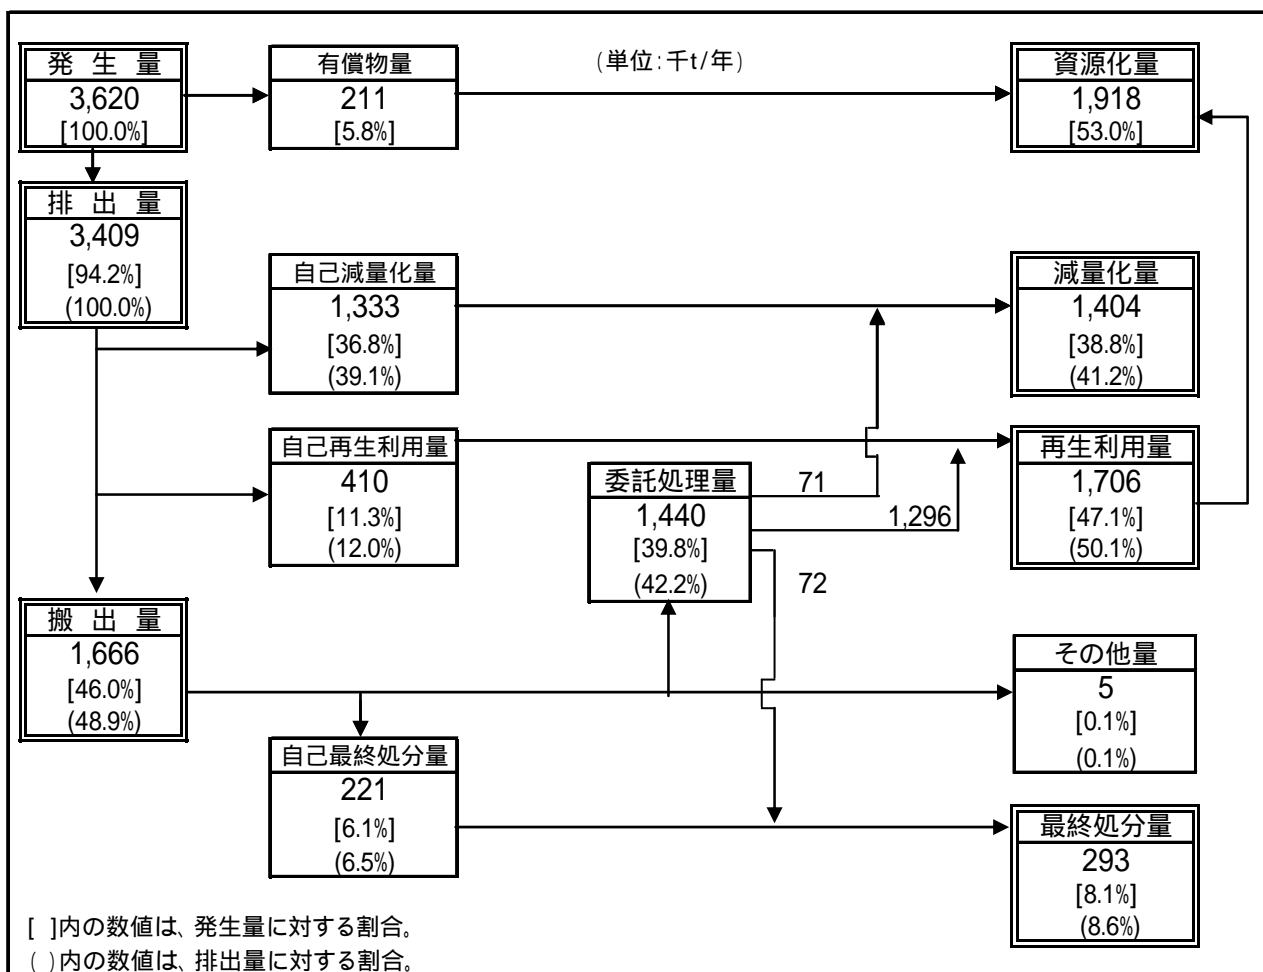 発 生 量
3,620
[100.0%]
有償物量
211
[5.8%]
(単位:千t/年)
資源化量
1,918
[53.0%]
排 出 量
3,409
[94.2%]
(100.0%)
自己減量化量
1,333
[36.8%]
(39.1%)
減量化量
1,404
[38.8%]
(41.2%)
自己再生利用量
410
[11.3%]
(12.0%)
委託処理量
1,440
[39.8%]
(42.2%)
71
1,296
72
再生利用量
1,706
[47.1%]
(50.1%)
搬 出 量
1,666
[46.0%]
(48.9%)
その他量
5
[0.1%]
(0.1%)
自己最終処分量
221
[6.1%]
(6.5%)
最終処分量
293
[8.1%]
(8.6%)
[ ]内の数値は、発生量に対する割合。
( )内の数値は、排出量に対する割合。